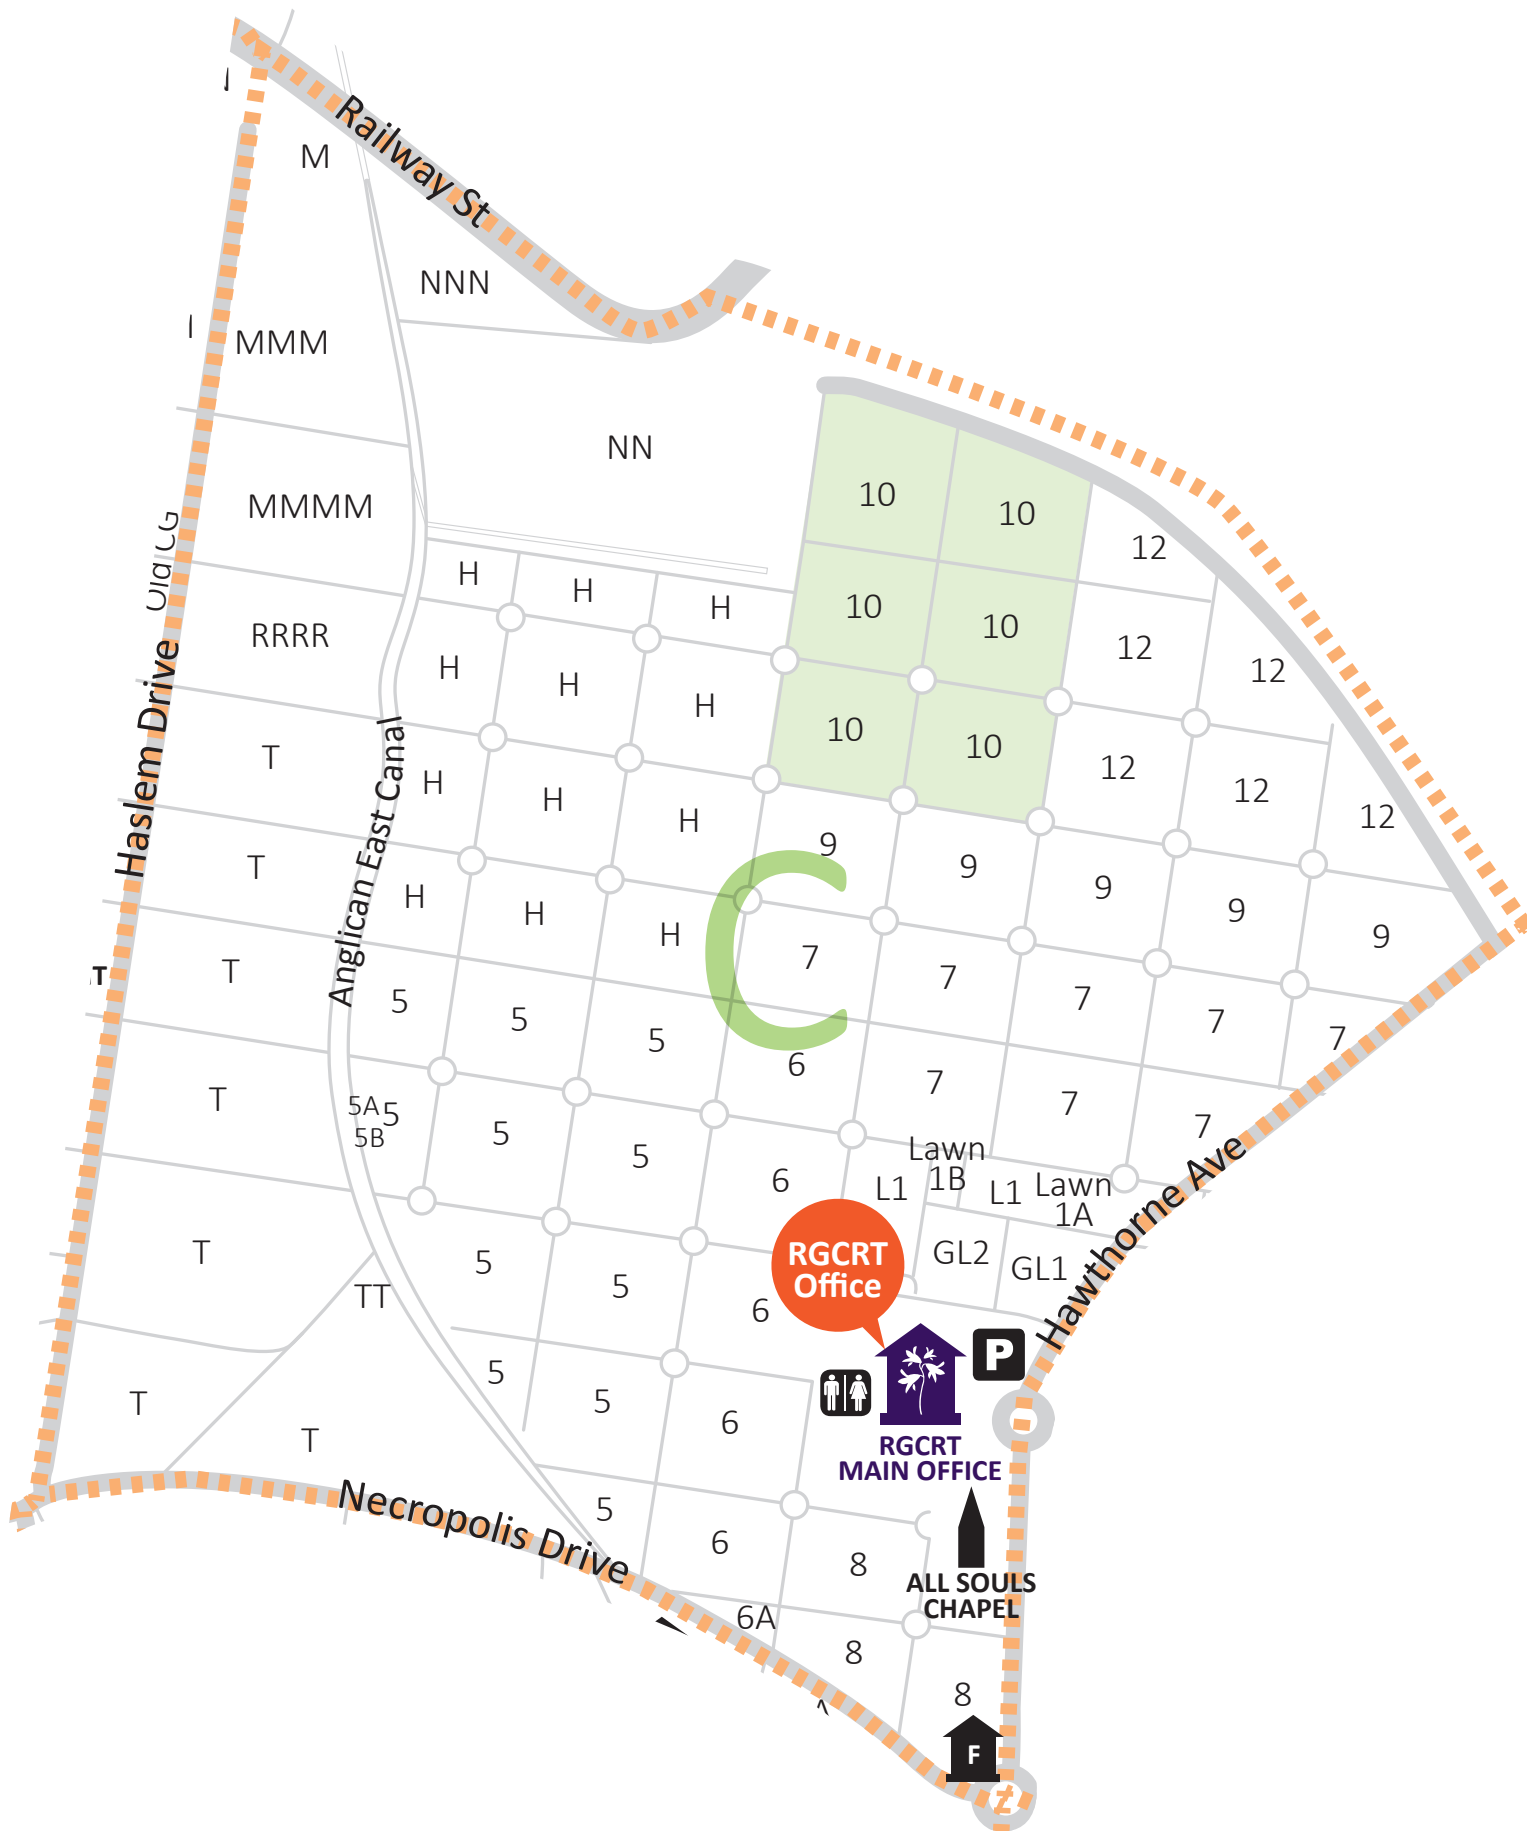 Railway St
M
NNN
MMM
NN
MMMM
10
10
12
H
H
H
10
10
12
12
RRRR
H
H
H
10
10
12
12
12
T
H
H
H
9
9
9
9
9
T
H
H
H
C
7
7
7
7
7
T
T
5
5
5
6
7
7
7
T
5A
5
5B
5
5
6
L1
Lawn
1B
L1
Lawn
1A
GL2
GL1
T
TT
5
5
6
RGCRT
Office
P
T
T
5
5
6
RGCRT
MAIN OFFICE
5
6
8
ALL SOULS
CHAPEL
6A
8
8
F
Haslem Drive
Anglican East Canal
Hawthorne Ave
Necropolis Drive